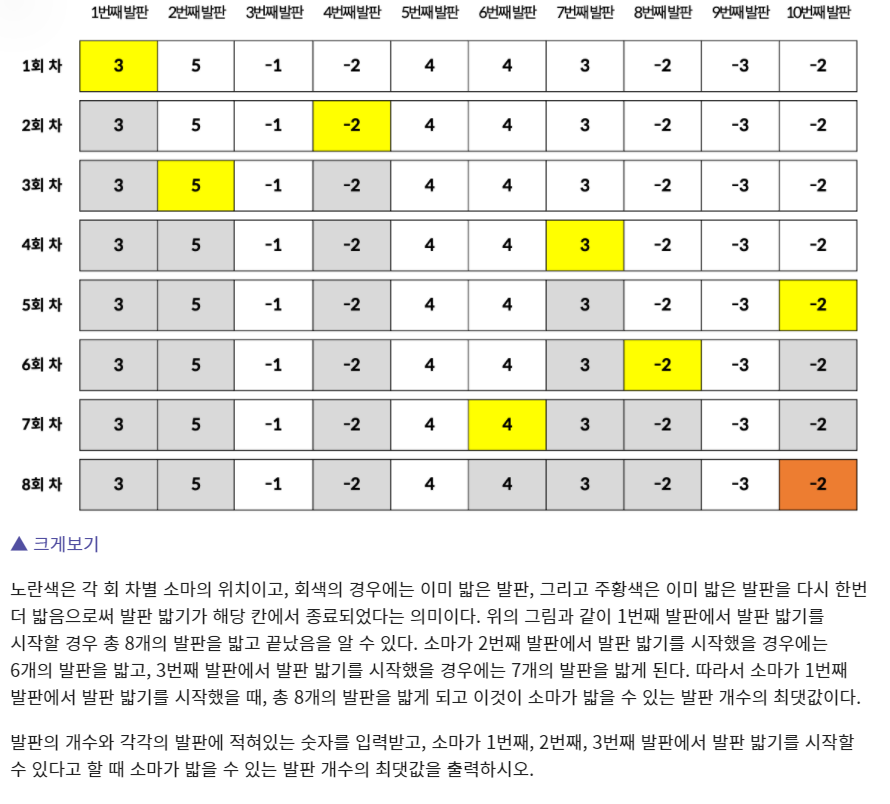 1번째 발판 2번째 발판 3번째 발판 4번째 발판 5번째 발판 6번째 발판 7번째 발판 8번째 발판 9번째 발판 10번째 발판
1회 차 3 5 -1 -2 4 4 3 -2 -3 -2
2회 차 3 5 -1 -2 4 4 3 -2 -3 -2
3회 차 3 5 -1 -2 4 4 3 -2 -3 -2
4회 차 3 5 -1 -2 4 4 3 -2 -3 -2
5회 차 3 5 -1 -2 4 4 3 -2 -3 -2
6회 차 3 5 -1 -2 4 4 3 -2 -3 -2
7회 차 3 5 -1 -2 4 4 3 -2 -3 -2
8회 차 3 5 -1 -2 4 4 3 -2 -3 -2
▲ 크게보기
노란색은 각 회 차별 소마의 위치이고, 회색의 경우에는 이미 밟은 발판, 그리고 주황색은 이미 밟은 발판을 다시 한번
더 밟음으로써 발판 밟기가 해당 칸에서 종료되었다는 의미이다. 위의 그림과 같이 1번째 발판에서 발판 밟기를
시작할 경우 총 8개의 발판을 밟고 끝났음을 알 수 있다. 소마가 2번째 발판에서 발판 밟기를 시작했을 경우에는
6개의 발판을 밟고, 3번째 발판에서 발판 밟기를 시작했을 경우에는 7개의 발판을 밟게 된다. 따라서 소마가 1번째
발판에서 발판 밟기를 시작했을 때, 총 8개의 발판을 밟게 되고 이것이 소마가 밟을 수 있는 발판 개수의 최댓값이다.
발판의 개수와 각각의 발판에 적혀있는 숫자를 입력받고, 소마가 1번째, 2번째, 3번째 발판에서 발판 밟기를 시작할
수 있다고 할 때 소마가 밟을 수 있는 발판 개수의 최댓값을 출력하시오.